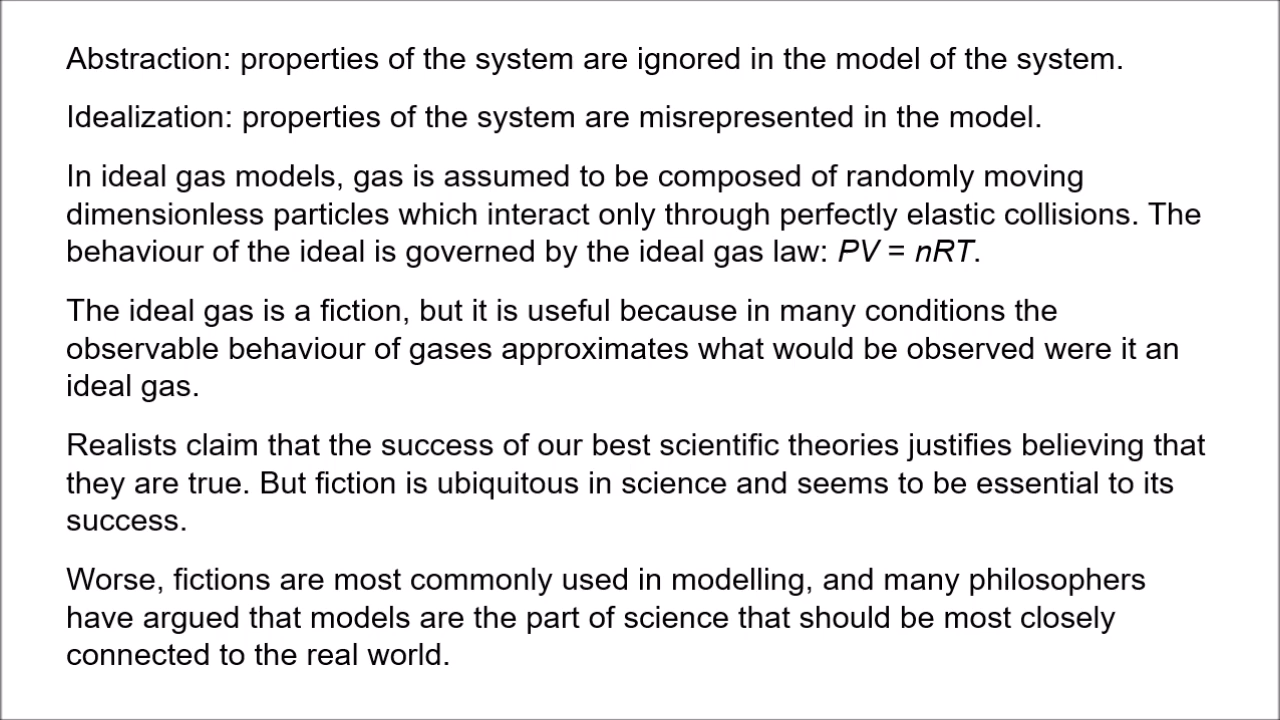 Abstraction: properties of the system are ignored in the model of the system.
Idealization: properties of the system are misrepresented in the model.
In ideal gas models, gas is assumed to be composed of randomly moving
dimensionless particles which interact only through perfectly elastic collisions. The
behaviour of the ideal is governed by the ideal gas law: PV = nRT.
The ideal gas is a fiction, but it is useful because in many conditions the
observable behaviour of gases approximates what would be observed were it an
ideal gas.
Realists claim that the success of our best scientific theories justifies believing that
they are true. But fiction is ubiquitous in science and seems to be essential to its
success.
Worse, fictions are most commonly used in modelling, and many philosophers
have argued that models are the part of science that should be most closely
connected to the real world.